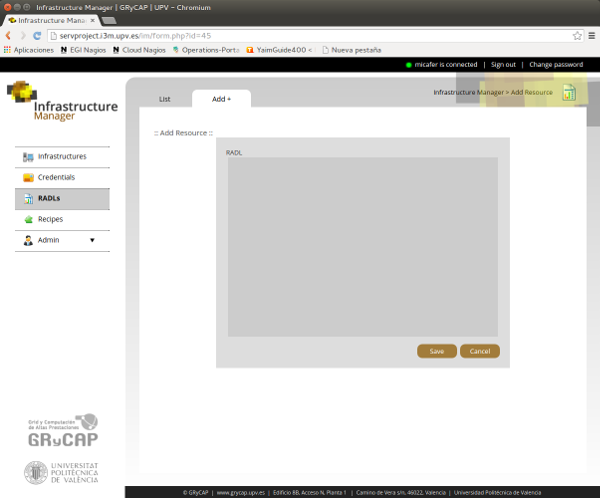 Infrastructure Manager | GRyCAP | UPV - Chromium
Infrastructure Mana
servproject.i3m.upv.es/im/form.php?id=45
Aplicaciones
EGI Nagios
Cloud Nagios
Operations-Porta
YaimGuide400 <
Nueva pestaña
micafer is connected | Sign out | Change password
Infrastructure
Manager
List
Add +
Infrastructure Manager > Add Resource
:: Add Resource ::
Infrastructures
Credentials
RADLs
Recipes
Admin
RADL
Save
Cancel
Grid y Computación
de Altas Prestaciones
GRyCAP
UNIVERSITAT
POLITÈCNICA
DE VALÈNCIA
© GRyCAP | www.grycap.upv.es | Edificio 8B, Acceso N, Planta 1 | Camino de Vera s/n, 46022, Valencia | Universidad Politécnica de Valencia